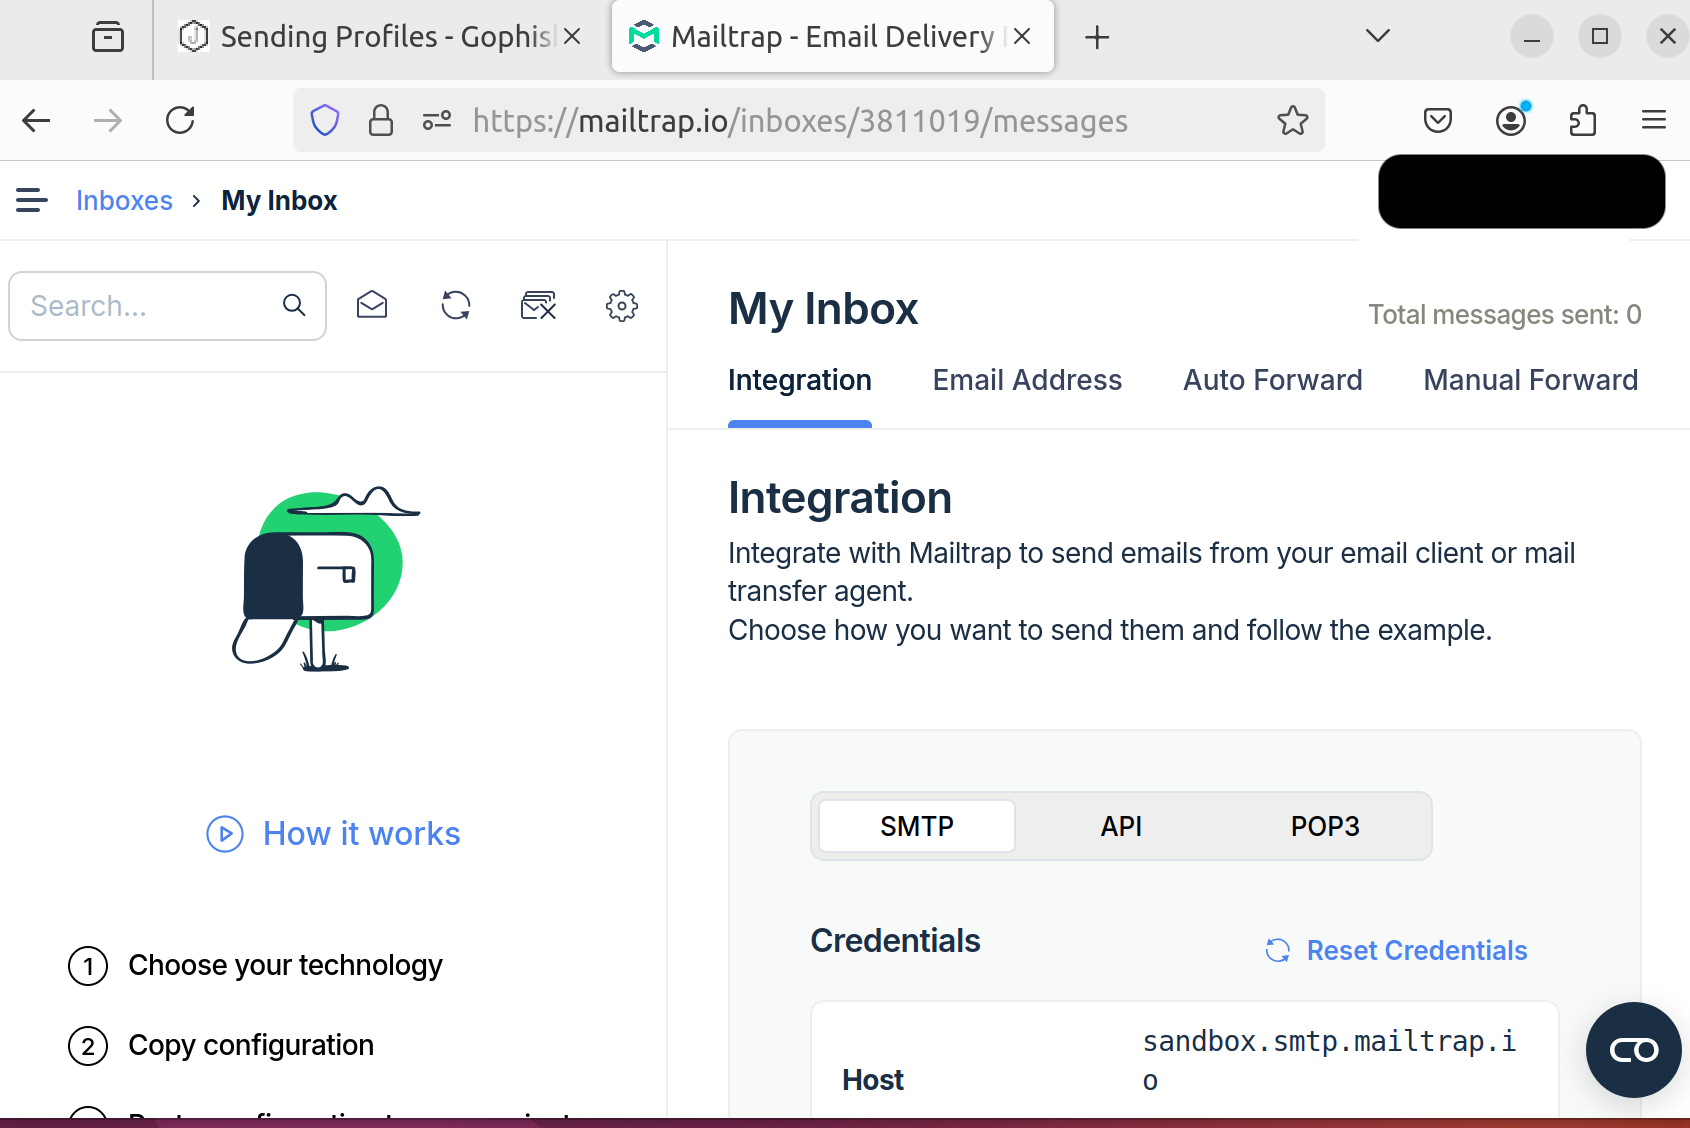 Sending Profiles - Gophis
Mailtrap - Email Delivery
https://mailtrap.io/inboxes/3811019/messages
Inboxes > My Inbox
Search...
My Inbox
Total messages sent: 0
Integration Email Address Auto Forward Manual Forward
Integration
Integrate with Mailtrap to send emails from your email client or mail
transfer agent.
Choose how you want to send them and follow the example.
SMTP API POP3
Credentials
Reset Credentials
Host
sandbox.smtp.mailtrap.i
o
How it works
1 Choose your technology
2 Copy configuration